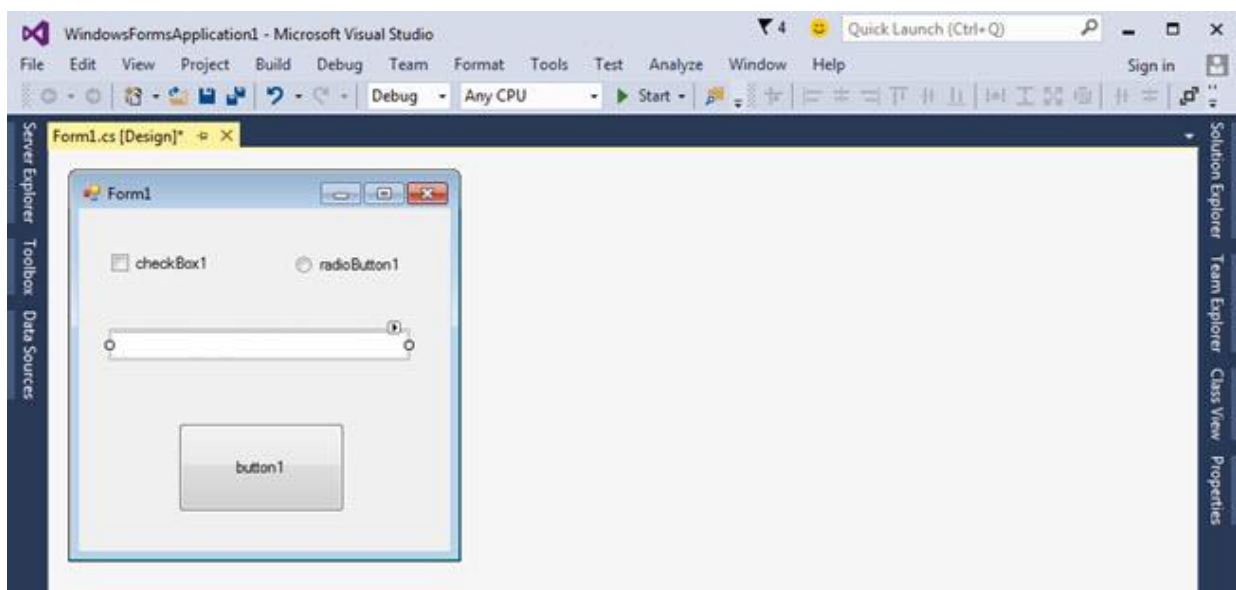 WindowsFormsApplication1 - Microsoft Visual Studio 4 Quick Launch (Ctrl+Q)
File Edit View Project Build Debug Team Format Tools Test Analyze Window Help Sign in
Debug Any CPU Start
Form1.cs [Design]*
Server Explorer
Toolbox
Data Sources
Form1
checkBox1 radioButton1
button1
Solution Explorer
Team Explorer
Class View
Properties